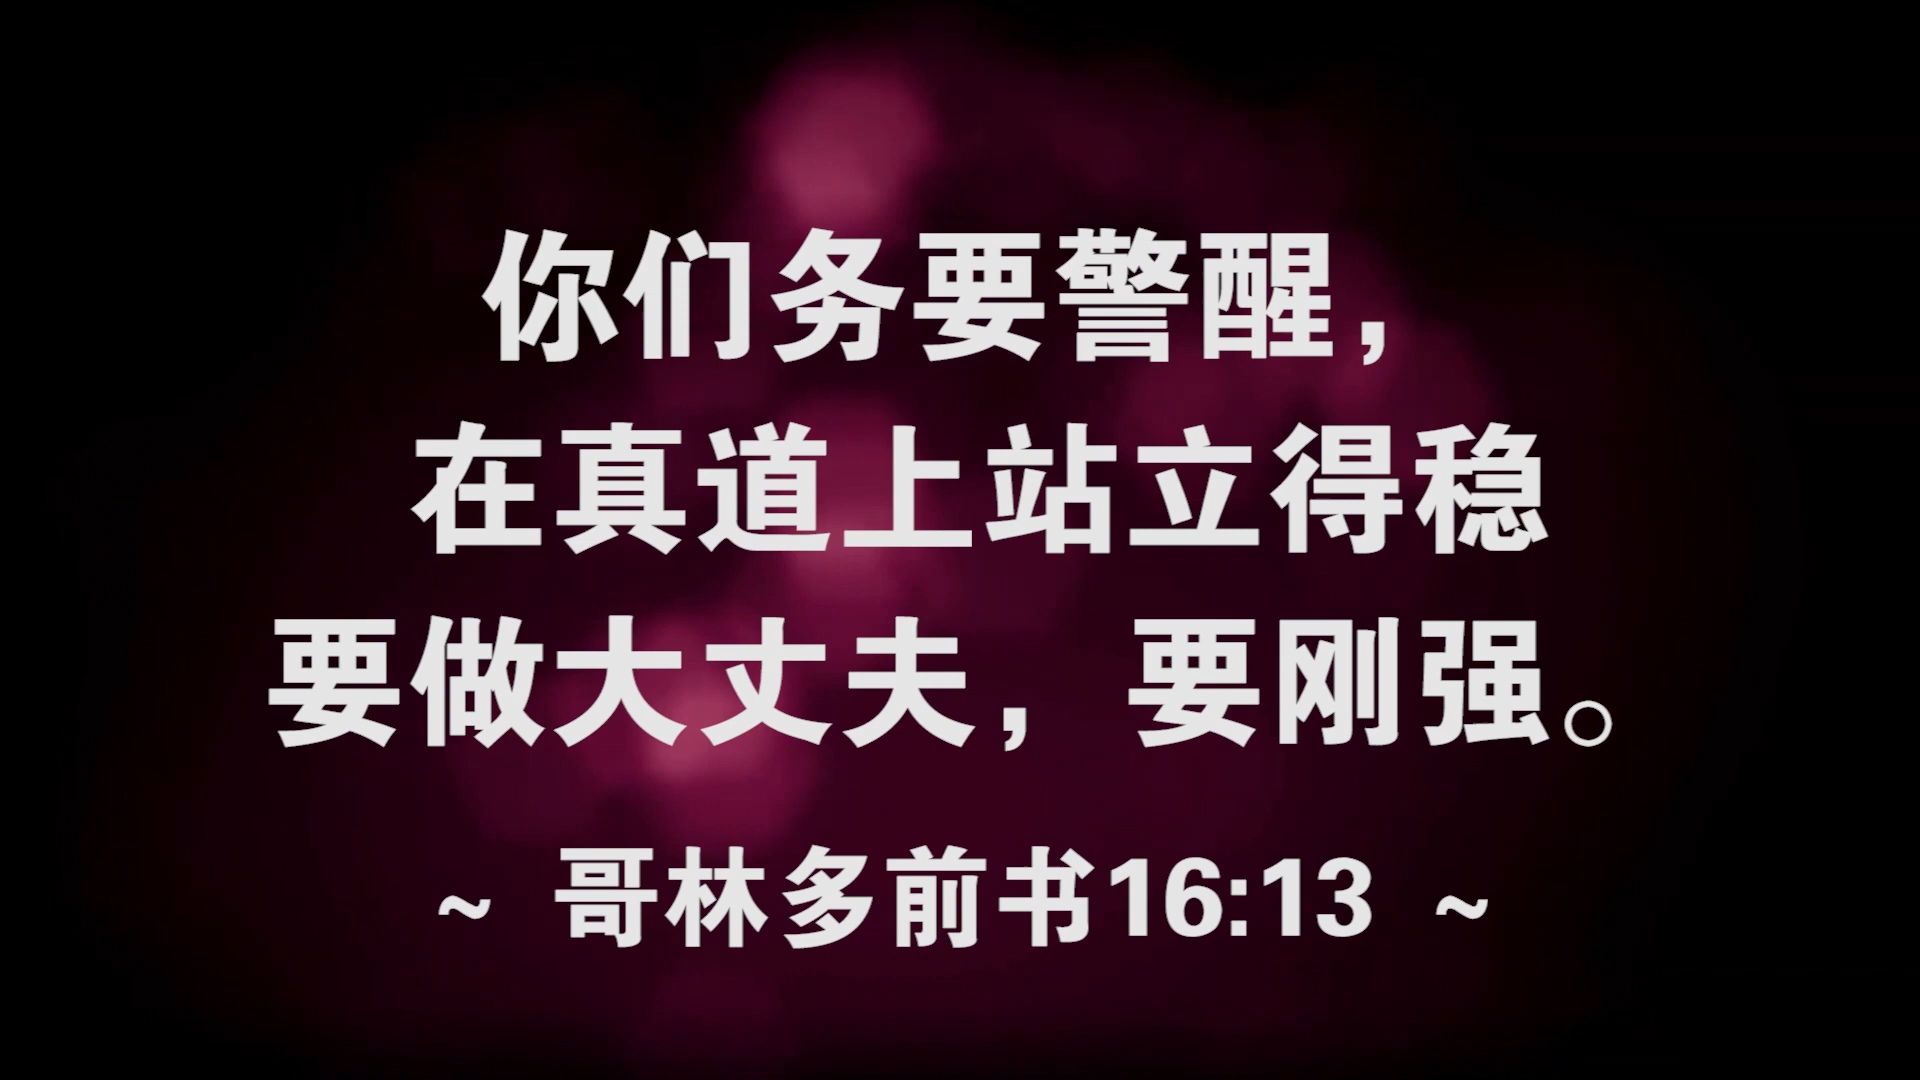 你们务要警醒，
在真道上站立得稳
要做大丈夫，要刚强。
~ 哥林多前书16:13 ~